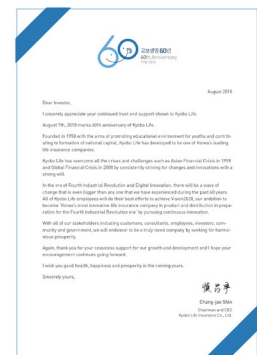 60
교보생명 60년
60th Anniversary
August 2018
Dear Investor,
I sincerely appreciate your continued trust and support shown to Kyobo Life.
August 7th, 2018 marks 60th anniversary of Kyobo Life.
Founded in 1958 with the aims of promoting educational environment for youths and contrib-
uting to formation of national capital, Kyobo Life has developed to be one of Korea's leading
life insurance companies.
Kyobo Life has overcome all the crises and challenges such as Asian Financial Crisis in 1998
and Global Financial Crisis in 2008 by consistently striving for changes and innovations with a
strong will.
In the era of Fourth Industrial Revolution and Digital Innovation, there will be a wave of
change that is even bigger than any one that we have experienced during the past 60 years.
All of Kyobo Life employees will do their best efforts to achieve Vision2020, our ambition to
become 'Korea's most innovative life insurance company in product and distribution in prepa-
ration for the Fourth Industrial Revolution era' by pursuing continuous innovation.
With all of our stakeholders including customers, consultants, employees, investors, com-
munity and government, we will endeavor to be a truly loved company by seeking for harmo-
nious prosperity.
Again, thank you for your ceaseless support for our growth and development and I hope your
encouragement continues going forward.
I wish you good health, happiness and prosperity in the coming years.
Sincerely yours,
Chang-jae Shin
Chairman and CEO
Kyobo Life Insurance Co., Ltd.